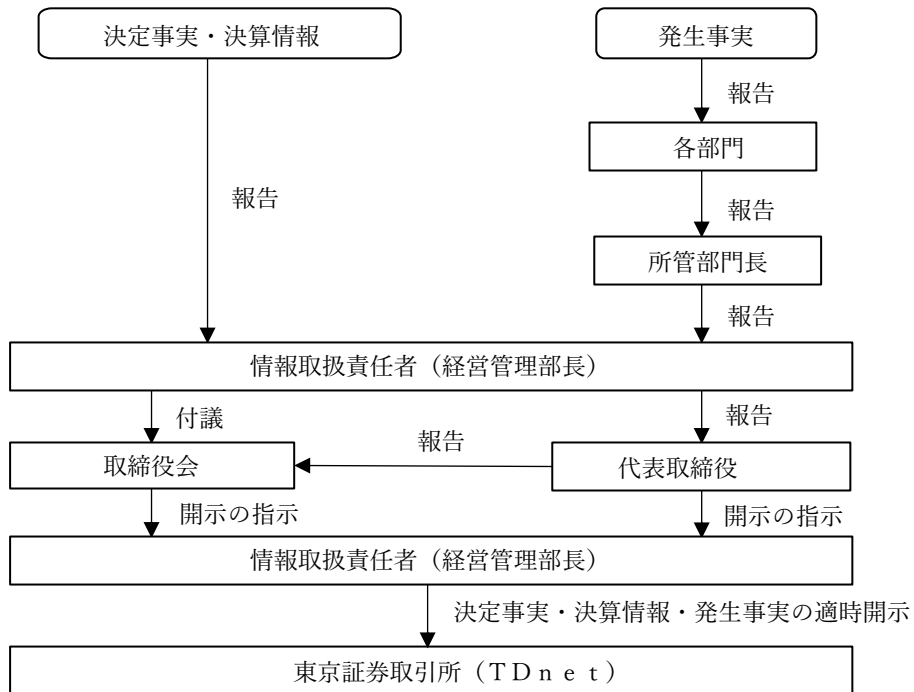 決定事実・決算情報
発生事実
報告
各部門
報告
報告
所管部門長
報告
情報取扱責任者（経営管理部長）
付議
報告
取締役会
報告
代表取締役
開示の指示
開示の指示
情報取扱責任者（経営管理部長）
決定事実・決算情報・発生事実の適時開示
東京証券取引所（ＴＤｎｅｔ）